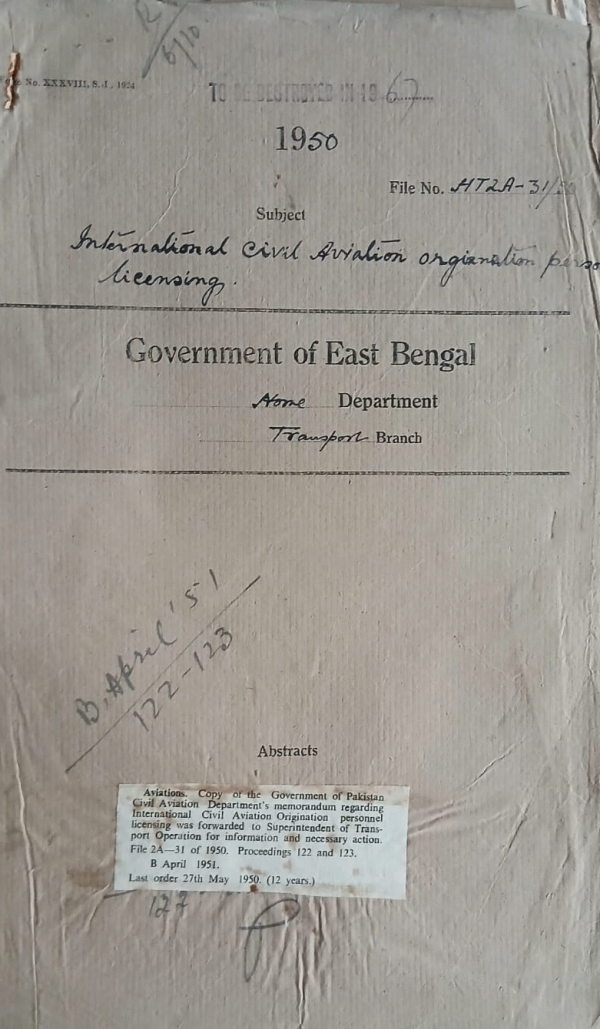 12
6/10
No. XXXVIII, S.-I., 1924
TO BE DESTROYED IN 1962
1950
File No. HT2A-31/50
Subject
International Civil Aviation orgianation perso
licensing.
Government of East Bengal
Home Department
Transport Branch
B. April '51
122-123
Abstracts
Aviations. Copy of the Government of Pakistan
Civil Aviation Department's memorandum regarding
International Civil Aviation Origination personnel
licensing was forwarded to Superintendent of Trans-
port Operation for information and necessary action.
File 2A—31 of 1950. Proceedings 122 and 123.
B April 1951.
Last order 27th May 1950. (12 years.)